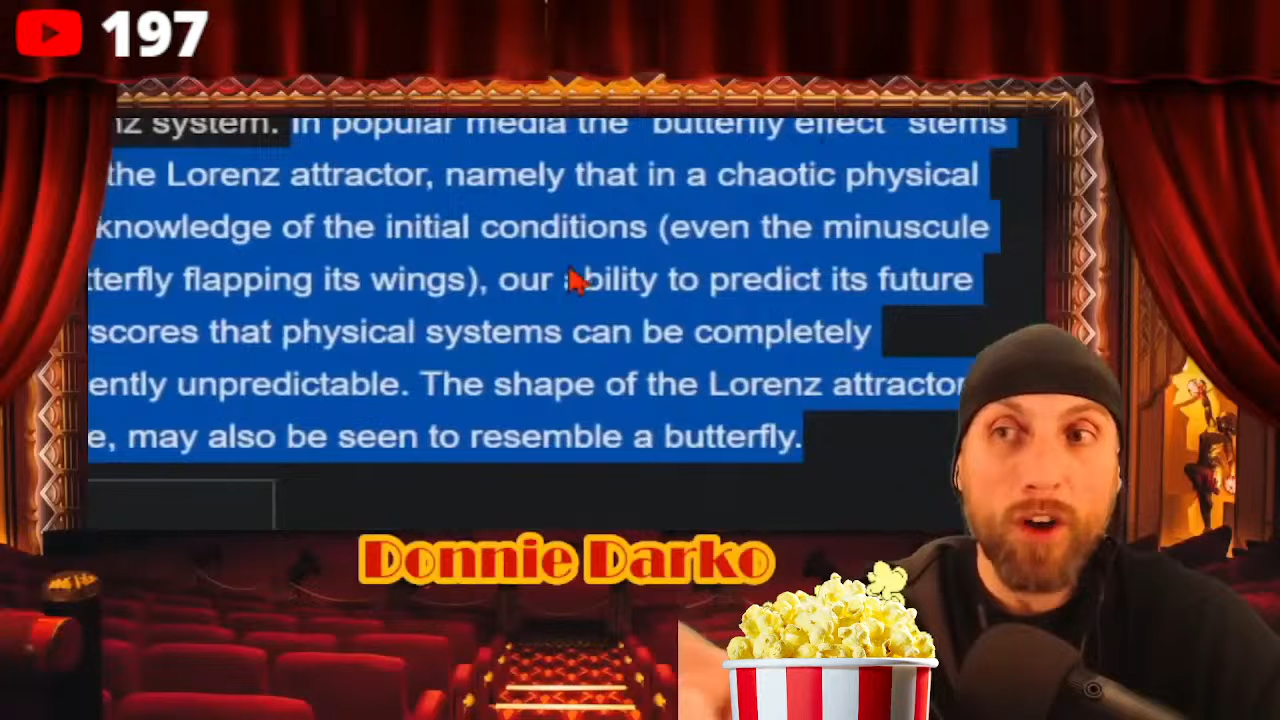 197
nz system. In popular media the "butterfly effect" stems
the Lorenz attractor, namely that in a chaotic physical
knowledge of the initial conditions (even the minuscule
tterfly flapping its wings), our ability to predict its future
rscores that physical systems can be completely
ently unpredictable. The shape of the Lorenz attractor
e, may also be seen to resemble a butterfly.
Donnie Darko